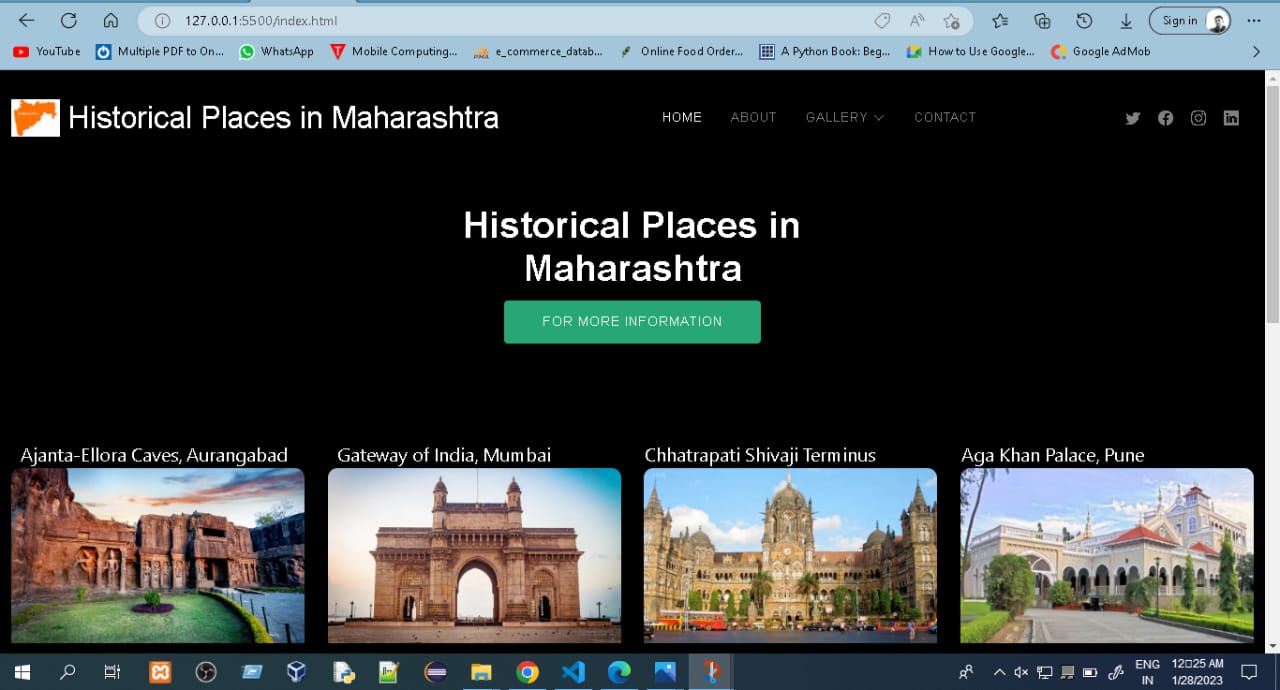 127.0.0.1:5500/index.html
Sign in
YouTube
Multiple PDF to On...
WhatsApp
Mobile Computing...
e_commerce_datab...
Online Food Order...
A Python Book: Beg...
How to Use Google...
Google AdMob
Historical Places in Maharashtra
HOME
ABOUT
GALLERY
CONTACT
Historical Places in
Maharashtra
FOR MORE INFORMATION
Ajanta-Ellora Caves, Aurangabad
Gateway of India, Mumbai
Chhatrapati Shivaji Terminus
Aga Khan Palace, Pune
ENG
IN
12▯25 AM
1/28/2023